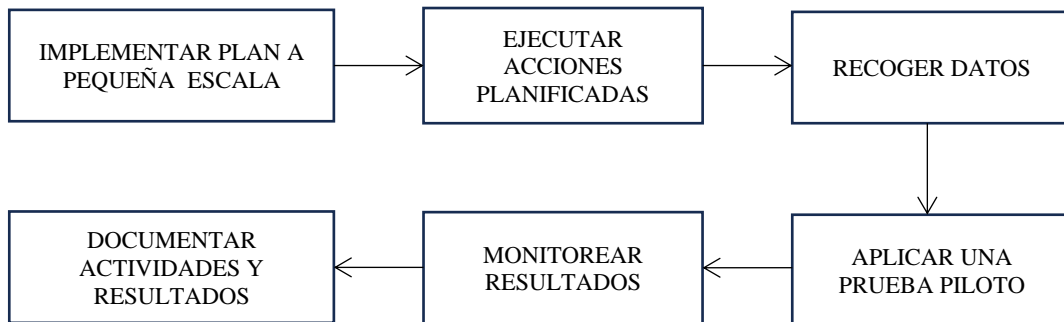 IMPLEMENTAR PLAN A
PEQUEÑA ESCALA
EJECUTAR
ACCIONES
PLANIFICADAS
RECOGER DATOS
APLICAR UNA
PRUEBA PILOTO
MONITOREAR
RESULTADOS
DOCUMENTAR
ACTIVIDADES Y
RESULTADOS